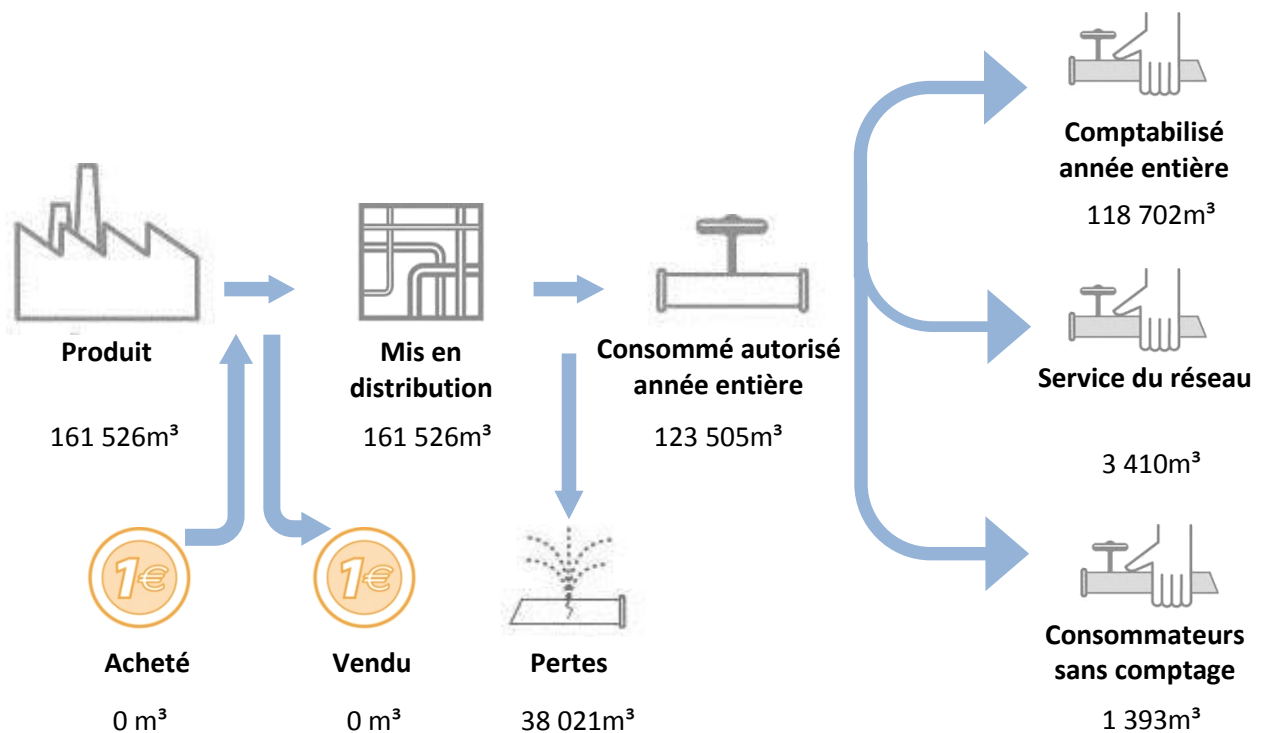 Comptabilisé
année entière
118 702m³
Produit
161 526m³
Mis en
distribution
161 526m³
Consommé autorisé
année entière
123 505m³
Service du réseau
3 410m³
1€
Acheté
0 m³
1€
Vendu
0 m³
Pertes
38 021m³
Consommateurs
sans comptage
1 393m³